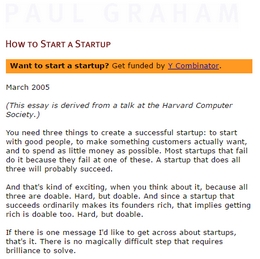 PAUL GRAHAM
HOW TO START A STARTUP
Want to start a startup? Get funded by Y Combinator.
March 2005
(This essay is derived from a talk at the Harvard Computer
Society.)
You need three things to create a successful startup: to start
with good people, to make something customers actually want,
and to spend as little money as possible. Most startups that fail
do it because they fail at one of these. A startup that does all
three will probably succeed.
And that's kind of exciting, when you think about it, because all
three are doable. Hard, but doable. And since a startup that
succeeds ordinarily makes its founders rich, that implies getting
rich is doable too. Hard, but doable.
If there is one message I'd like to get across about startups,
that's it. There is no magically difficult step that requires
brilliance to solve.